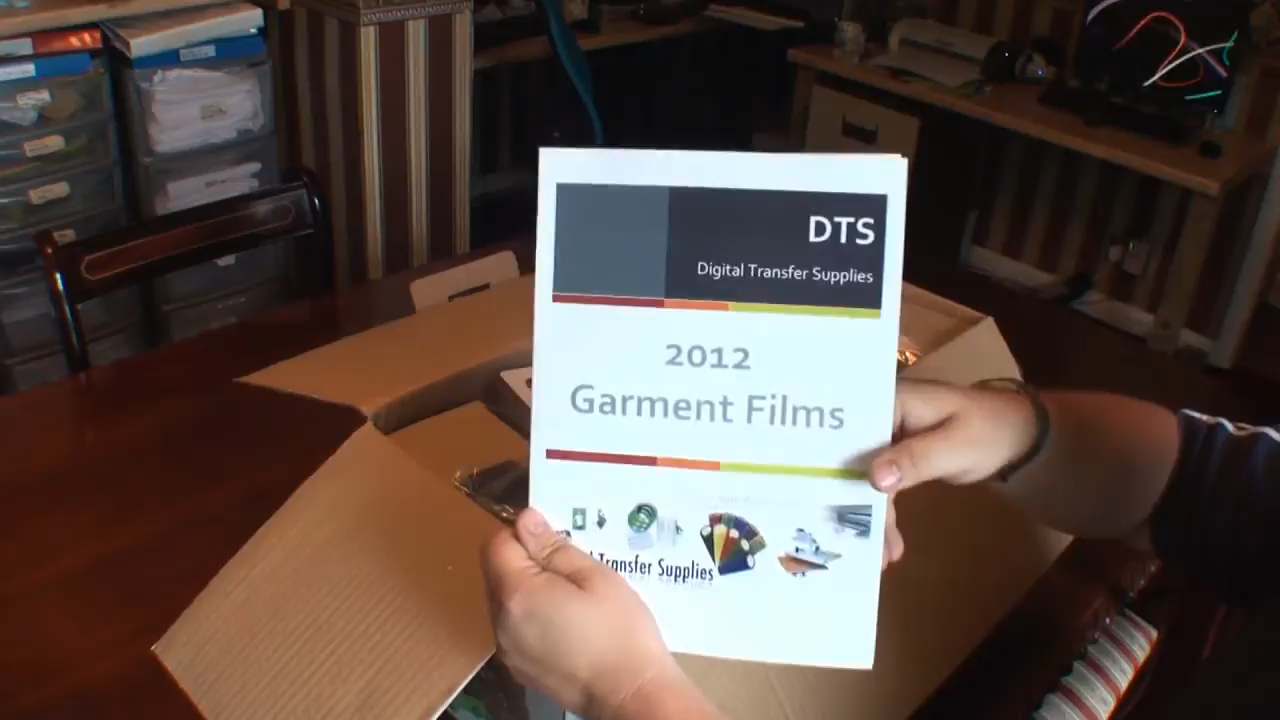 DTS
Digital Transfer Supplies
2012
Garment Films
Transfer Supplies